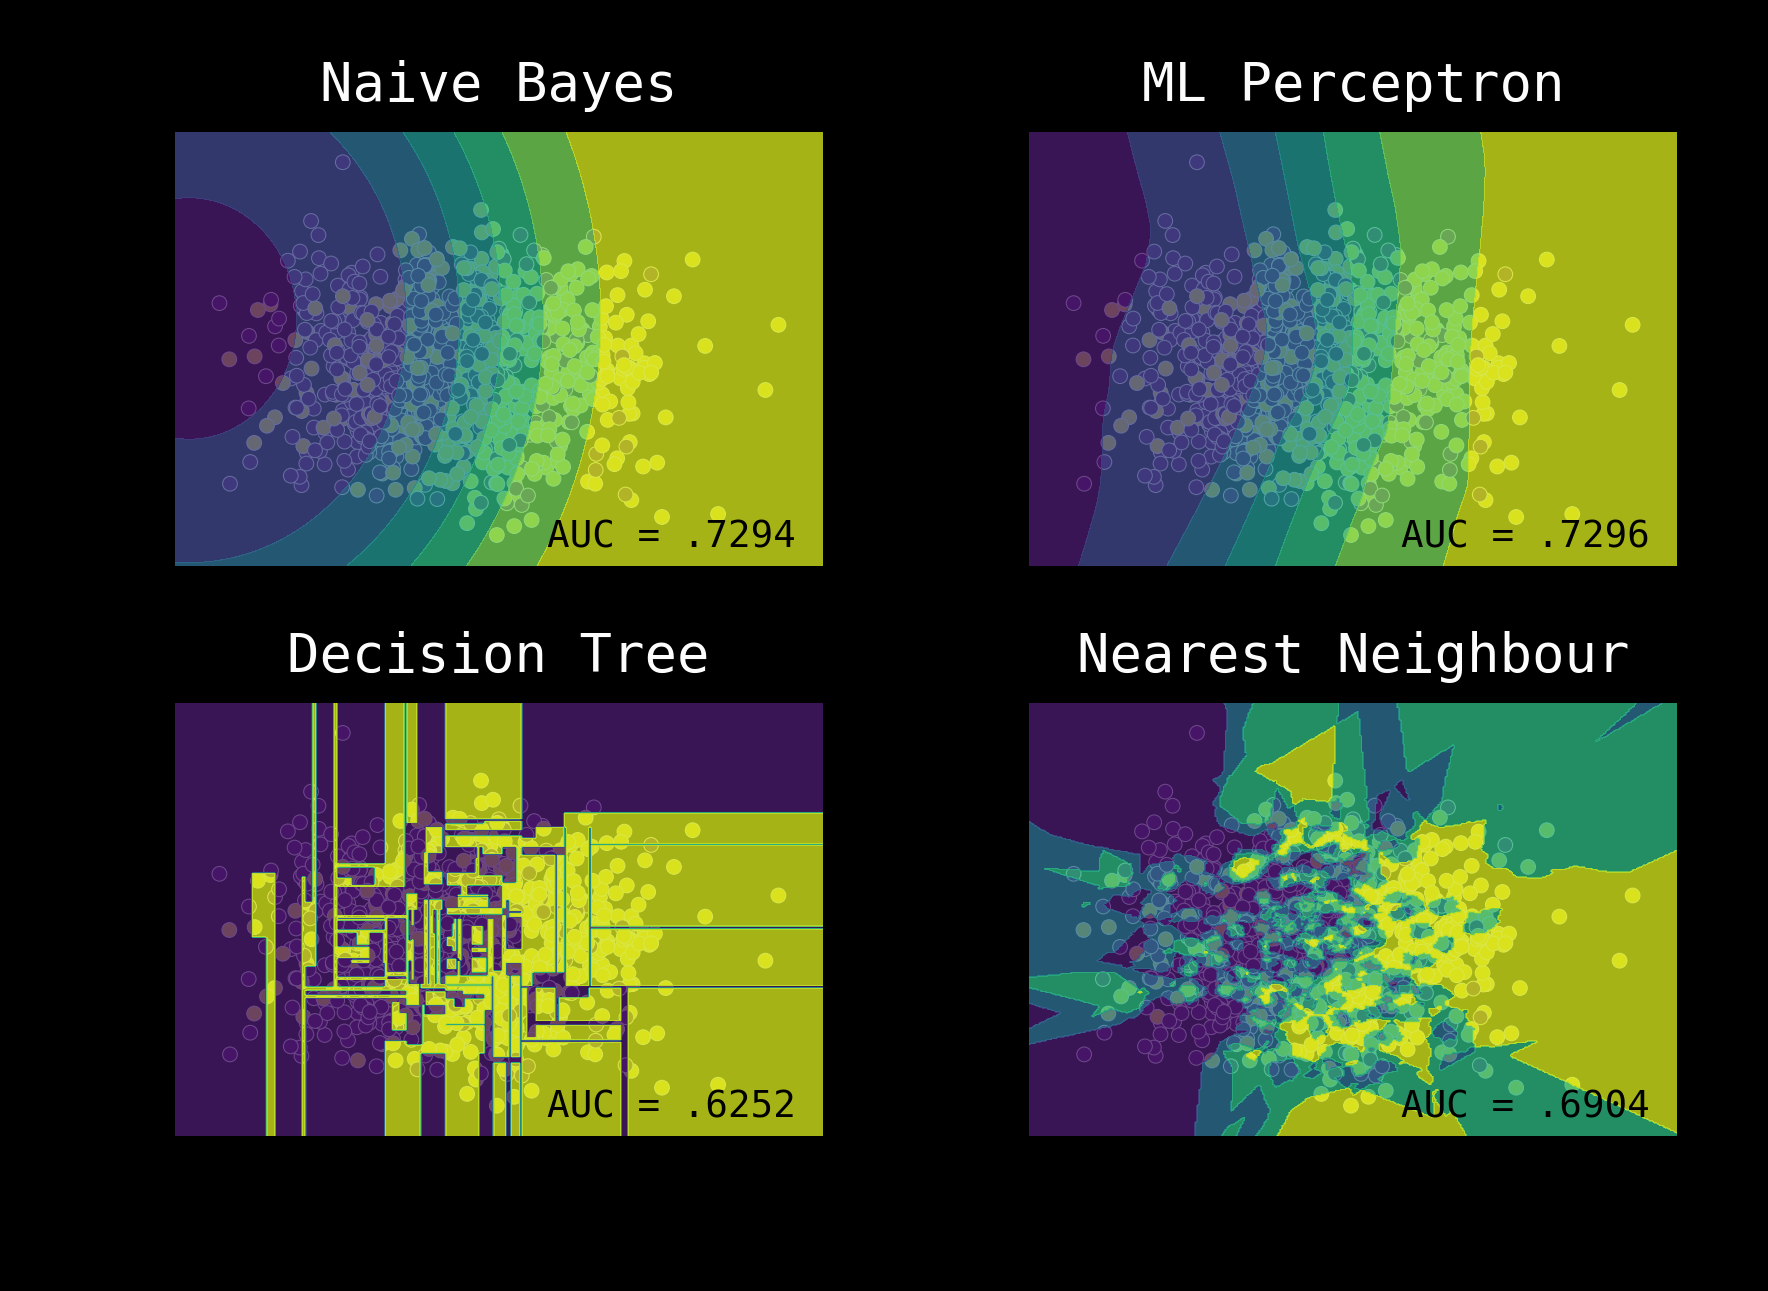 Naive Bayes
ML Perceptron
AUC = .7294
AUC = .7296
Decision Tree
Nearest Neighbour
AUC = .6252
AUC = .6904